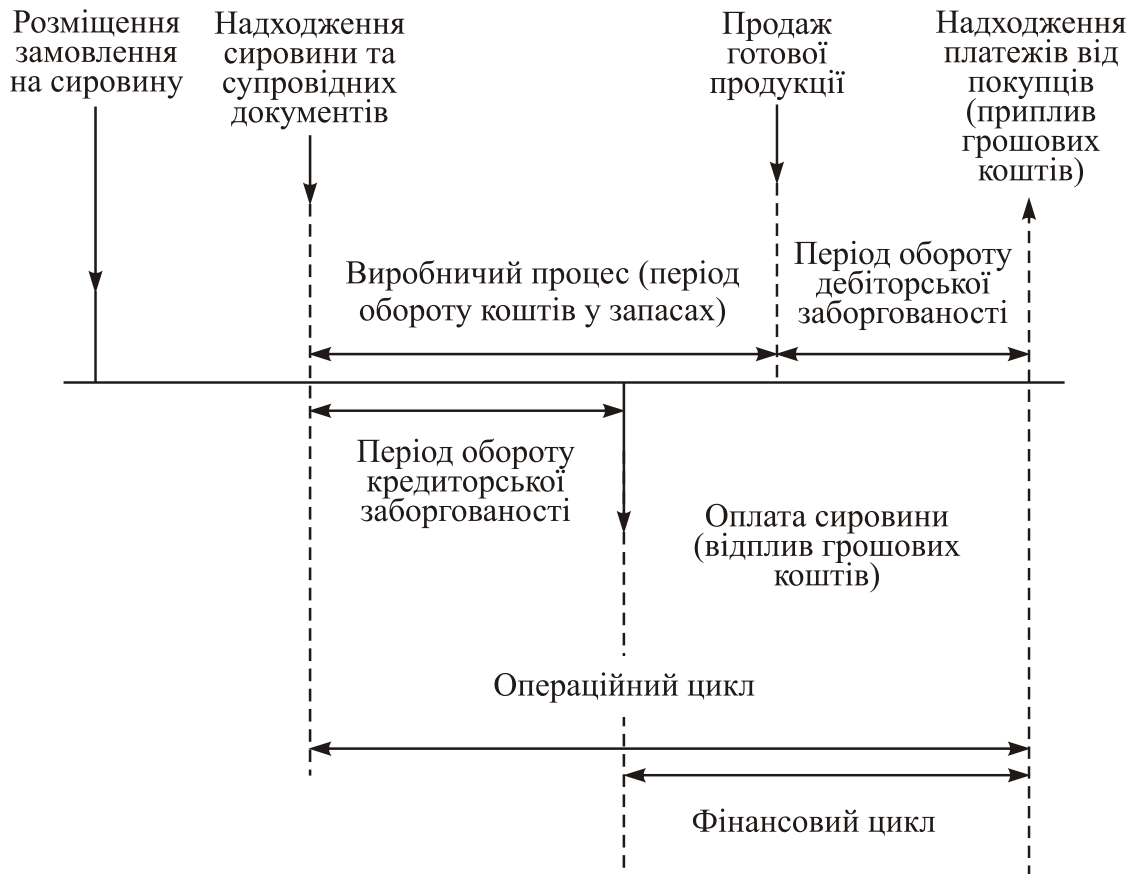 Розміщення
замовлення
на сировину
Надходження
сировини та
супровідних
документів
Продаж
готової
продукції
Надходження
платежів від
покупців
(приплив
грошових
коштів)
Виробничий процес (період
обороту коштів у запасах)
Період обороту
дебіторської
заборгованості
Період обороту
кредиторської
заборгованості
Оплата сировини
(відплив грошових
коштів)
Операційний цикл
Фінансовий цикл